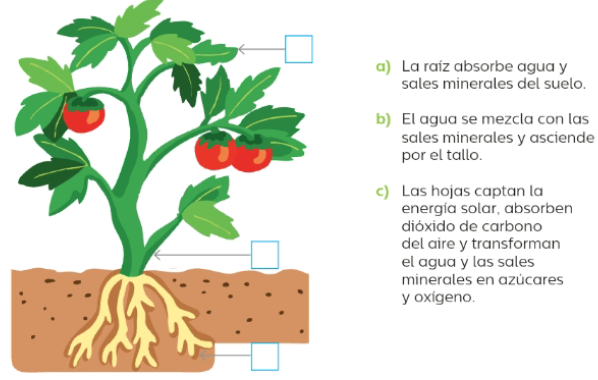 a) La raíz absorbe agua y
sales minerales del suelo.
b) El agua se mezcla con las
sales minerales y asciende
por el tallo.
c) Las hojas captan la
energía solar, absorben
dióxido de carbono
del aire y transforman
el agua y las sales
minerales en azúcares
y oxígeno.